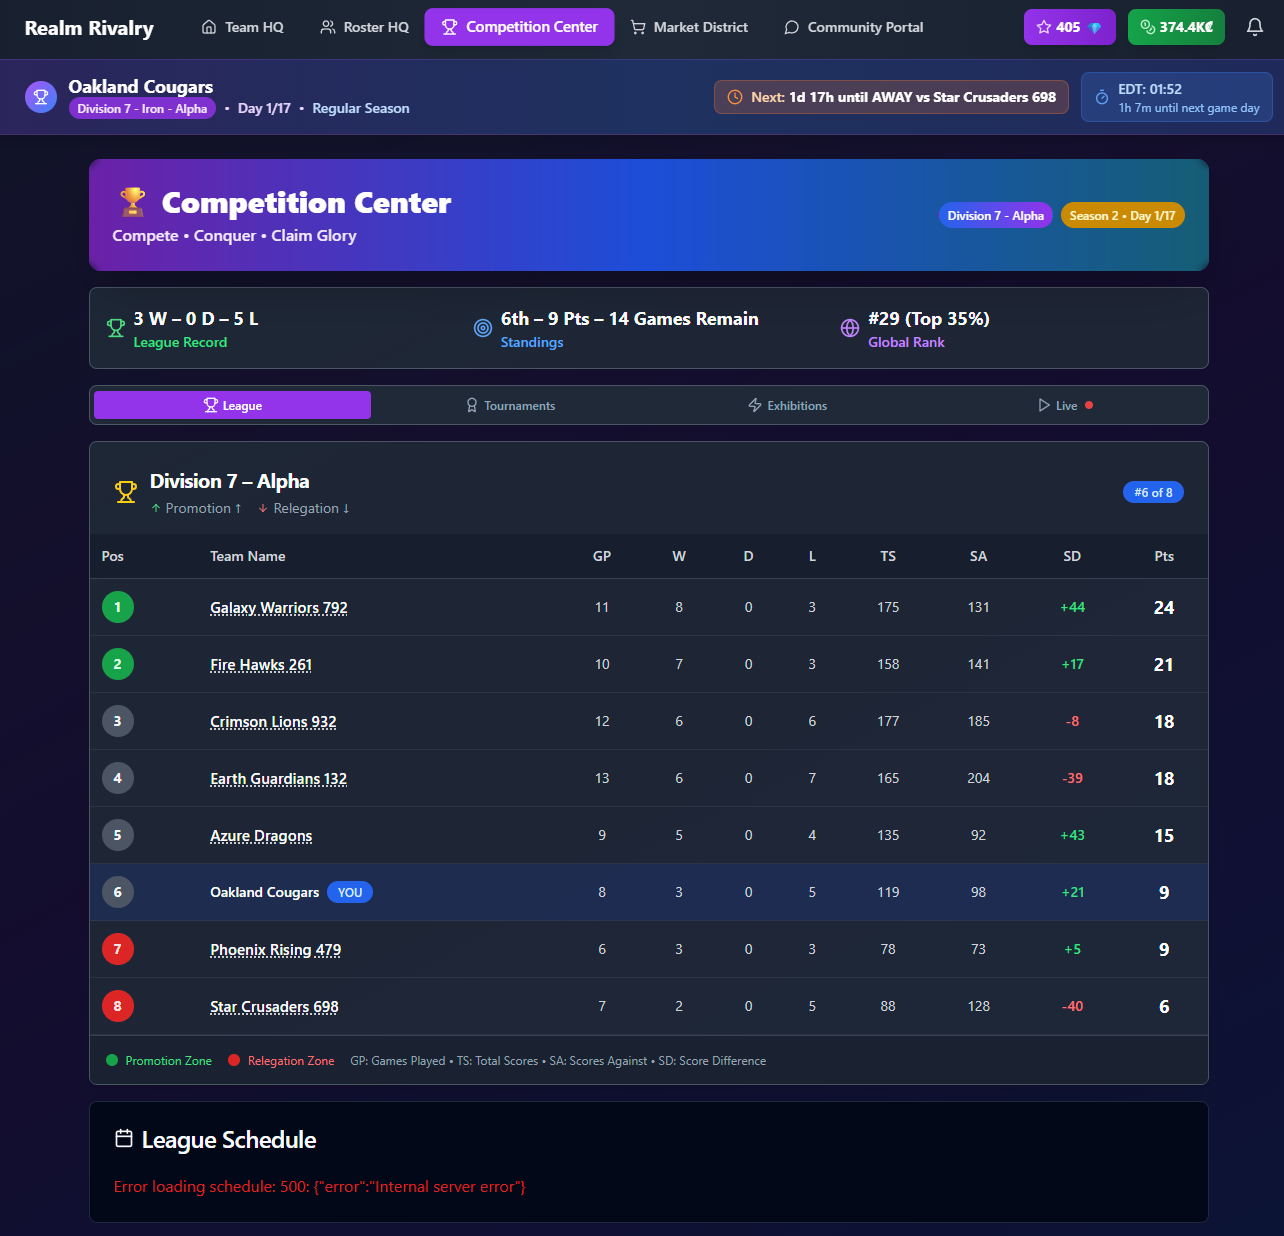 Realm Rivalry
Team HQ
Roster HQ
Competition Center
Market District
Community Portal
405
374.4K₡
Oakland Cougars
Division 7 - Iron - Alpha • Day 1/17 • Regular Season
Next: 1d 17h until AWAY vs Star Crusaders 698
EDT: 01:52
1h 7m until next game day
Competition Center
Compete • Conquer • Claim Glory
Division 7 - Alpha
Season 2 • Day 1/17
3 W – 0 D – 5 L
League Record
6th – 9 Pts – 14 Games Remain
Standings
#29 (Top 35%)
Global Rank
League
Tournaments
Exhibitions
Live
Division 7 – Alpha
↑ Promotion ↑ ↓ Relegation ↓
#6 of 8
Pos Team Name GP W D L TS SA SD Pts
1 Galaxy Warriors 792 11 8 0 3 175 131 +44 24
2 Fire Hawks 261 10 7 0 3 158 141 +17 21
3 Crimson Lions 932 12 6 0 6 177 185 -8 18
4 Earth Guardians 132 13 6 0 7 165 204 -39 18
5 Azure Dragons 9 5 0 4 135 92 +43 15
6 Oakland Cougars YOU 8 3 0 5 119 98 +21 9
7 Phoenix Rising 479 6 3 0 3 78 73 +5 9
8 Star Crusaders 698 7 2 0 5 88 128 -40 6
Promotion Zone Relegation Zone GP: Games Played • TS: Total Scores • SA: Scores Against • SD: Score Difference
League Schedule
Error loading schedule: 500: {"error":"Internal server error"}